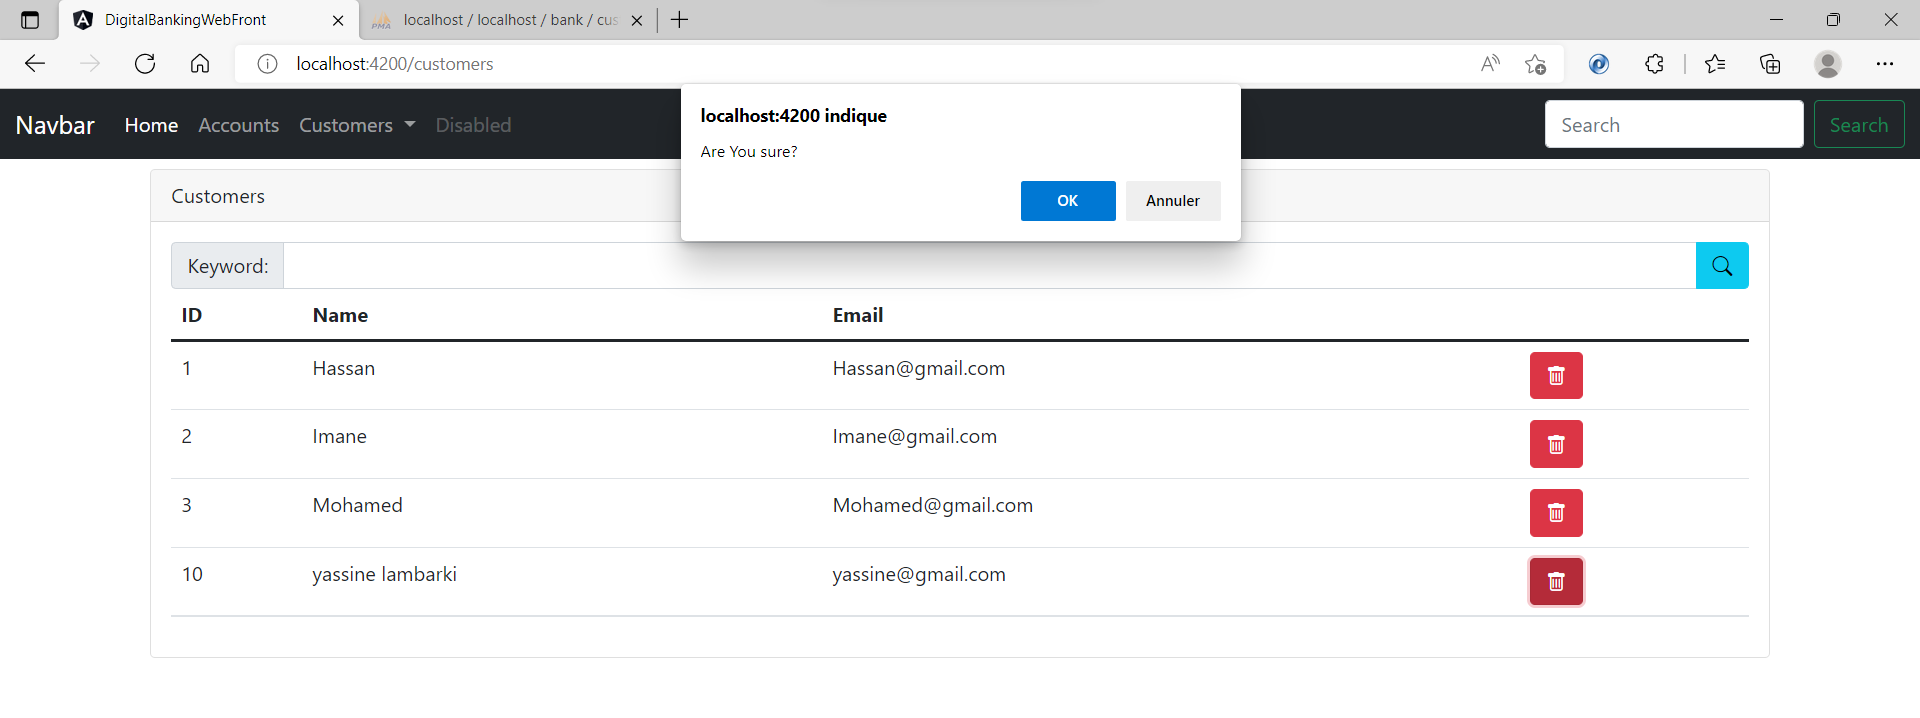 DigitalBankingWebFront
PMA localhost / localhost / bank / cus
localhost:4200/customers
Navbar Home Accounts Customers Disabled Search Search
localhost:4200 indique
Are You sure?
OK Annuler
Customers
Keyword:
ID Name Email
1 Hassan Hassan@gmail.com
2 Imane Imane@gmail.com
3 Mohamed Mohamed@gmail.com
10 yassine lambarki yassine@gmail.com